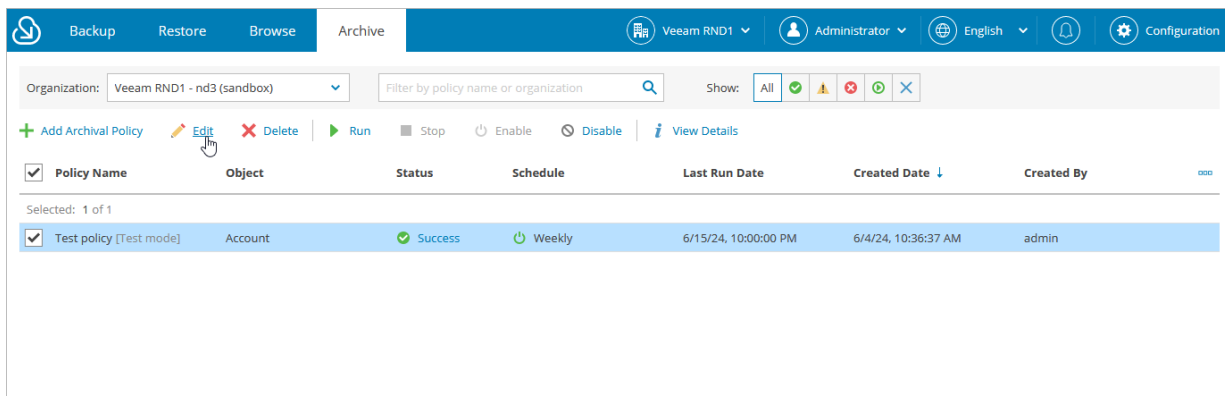 Backup Restore Browse Archive Veeam RND1 Administrator English Configuration
Organization: Veeam RND1 - nd3 (sandbox) Filter by policy name or organization Show: All
Add Archival Policy Edit Delete Run Stop Enable Disable View Details
Policy Name Object Status Schedule Last Run Date Created Date ↓ Created By
Selected: 1 of 1
Test policy [Test mode] Account Success Weekly 6/15/24, 10:00:00 PM 6/4/24, 10:36:37 AM admin